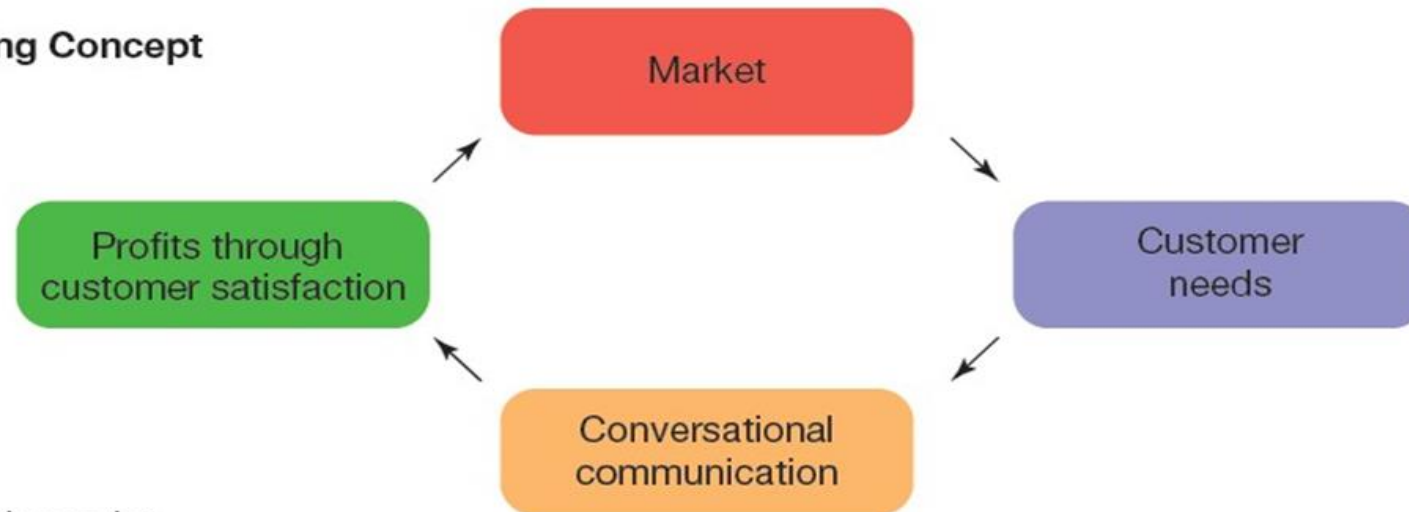 ng Concept
Market
Profits through
customer satisfaction
Customer
needs
Conversational
communication